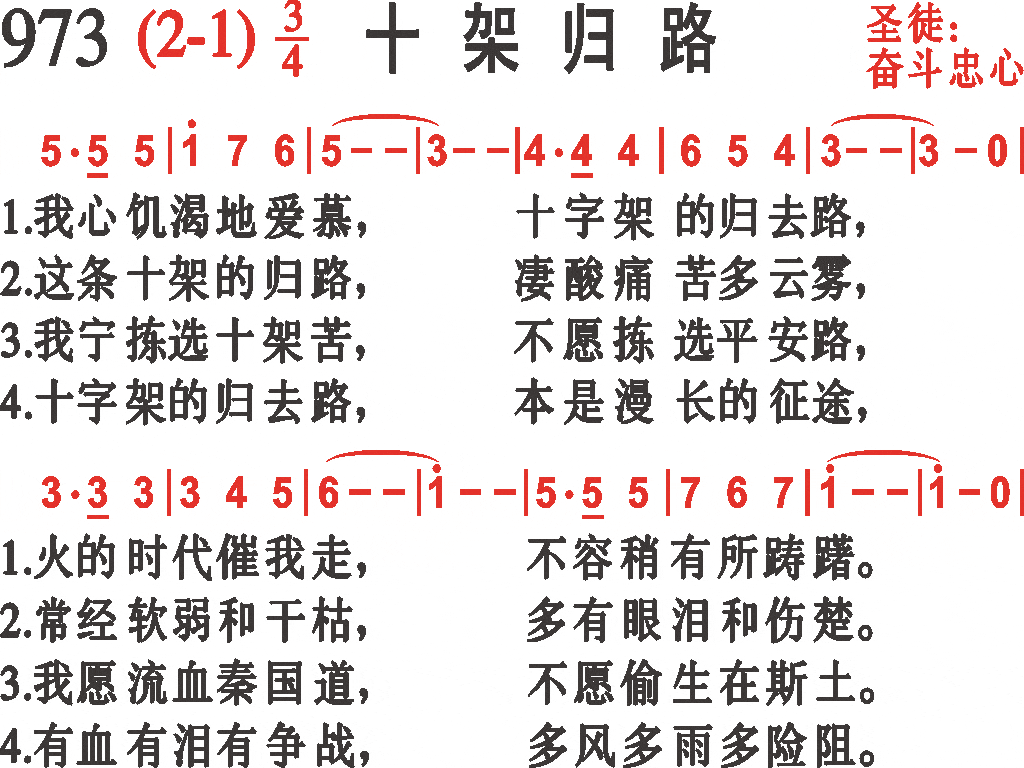 973 (2-1) 3/4 十架归路 圣徒：
奋斗忠心
5·5 5|i 7 6|5--|3--|4·4 4|6 5 4|3--|3-0|
1.我心饥渴地爱慕， 十字架的归去路，
2.这条十架的归路， 凄酸痛苦多云雾，
3.我宁拣选十架苦， 不愿拣选平安路，
4.十字架的归去路， 本是漫长的征途，
3·3 3|3 4 5|6--|i--|5·5 5|7 6 7|i--|i-0|
1.火的时代催我走， 不容稍有所踌躇。
2.常经软弱和干枯， 多有眼泪和伤楚。
3.我愿流血秦国道， 不愿偷生在斯土。
4.有血有泪有争战， 多风多雨多险阻。